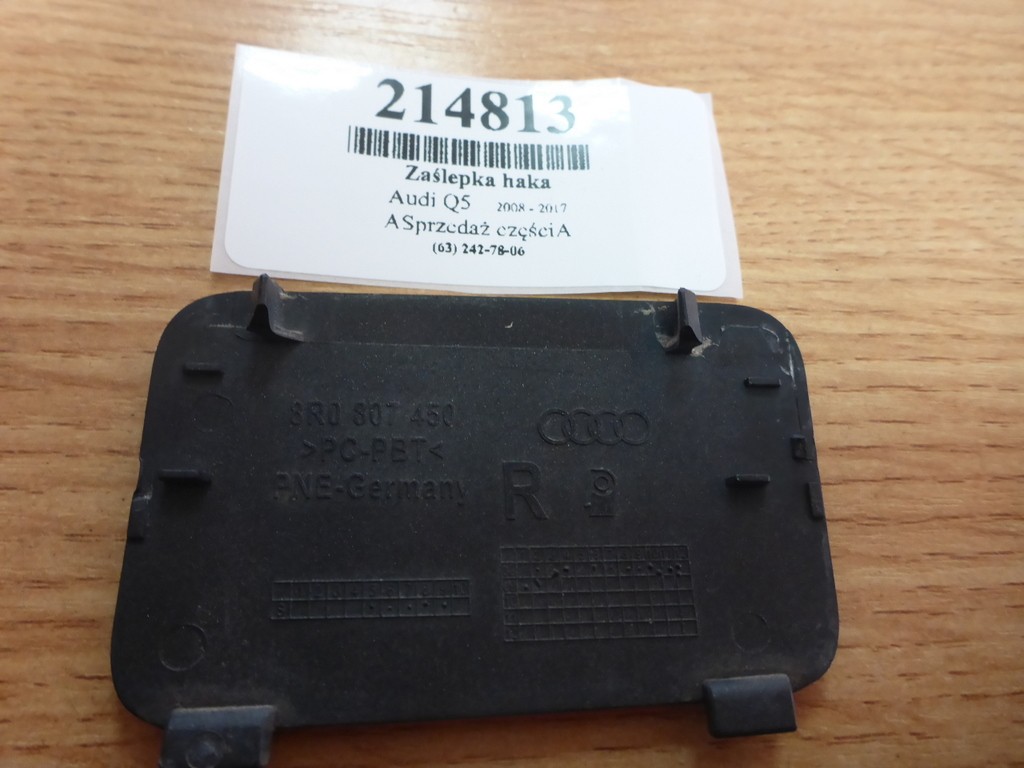 214813
Zaślepka haka
Audi Q5 2008 - 2017
ASprzedaż częściA
(63) 242-78-06
8R0 807 450
>PC-PBT<
PNE-Germany
R